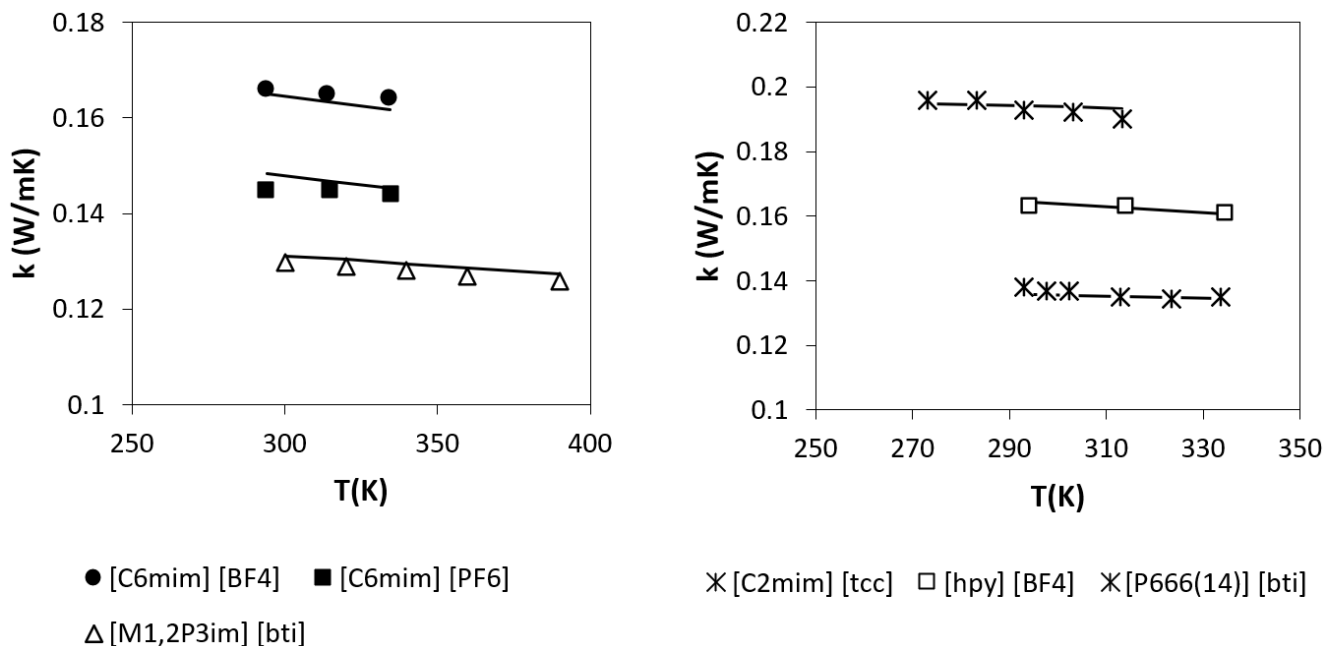 0.18
0.16
0.14
0.12
0.1
k (W/mK)
250 300 350 400
T(K)
[C6mim] [BF4] [C6mim] [PF6]
[M1,2P3im] [bti]
0.22
0.2
0.18
0.16
0.14
0.12
0.1
k (W/mK)
250 273 290 313 330 350
T(K)
[C2mim] [tcc] [hpy] [BF4] [P666(14)] [bti]